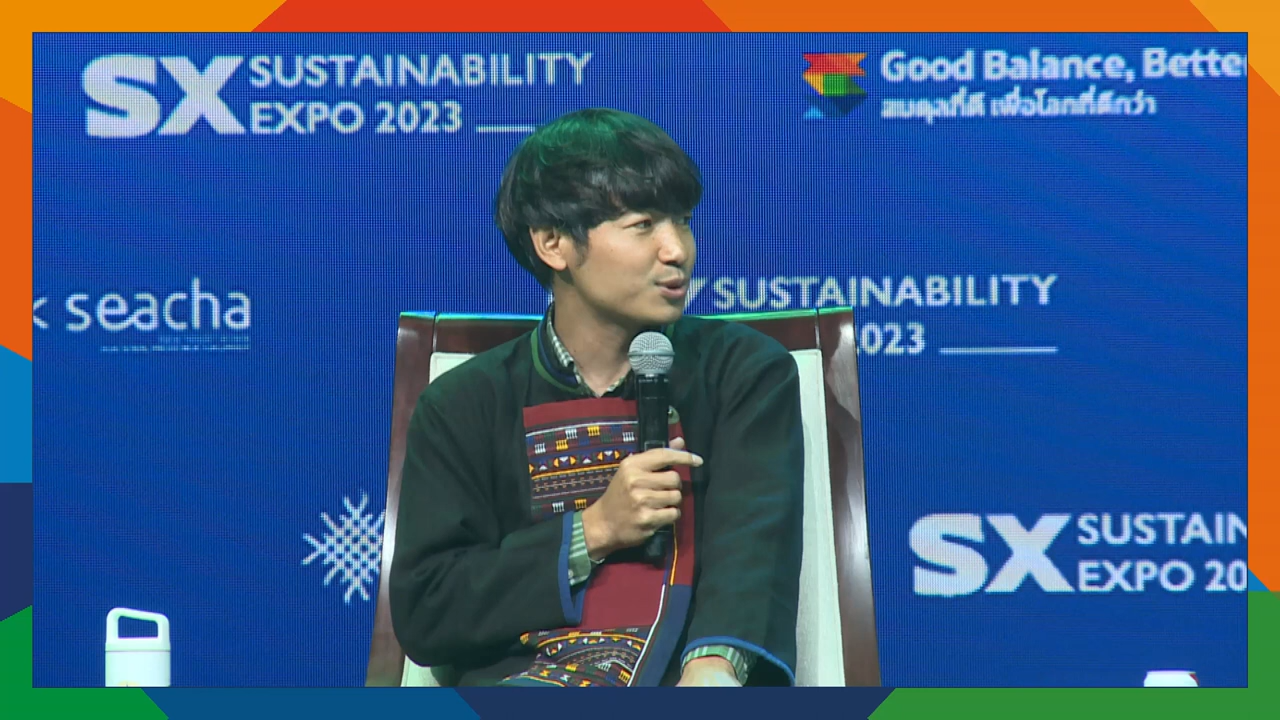 SX SUSTAINABILITY
EXPO 2023
Good Balance, Bette
สมดุลที่ดี เพื่อโลกที่ดีกว่า
seacha
SUSTAINABILITY
2023
SX SUSTAIN
EXPO 20